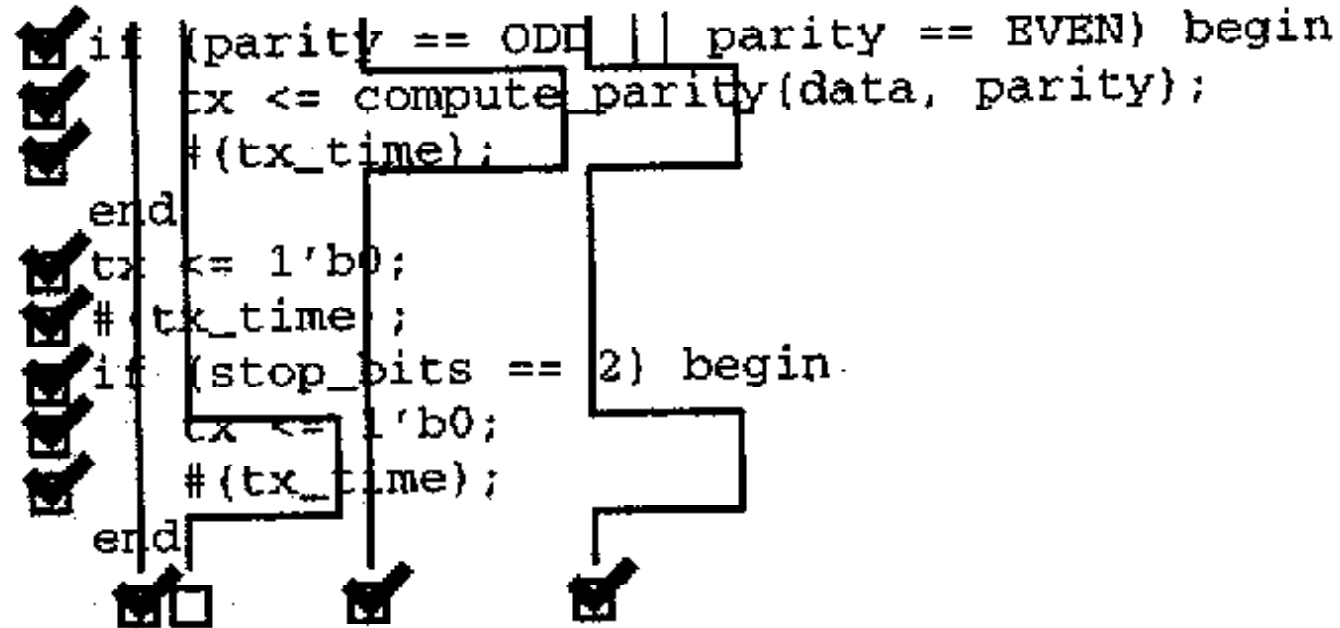 if (parity == ODD || parity == EVEN) begin
tx <= compute_parity(data, parity);
#(tx_time);
end
tx <= 1'b0;
#(tx_time);
if (stop_bits == 2) begin
tx <= 1'b0;
#(tx_time);
end